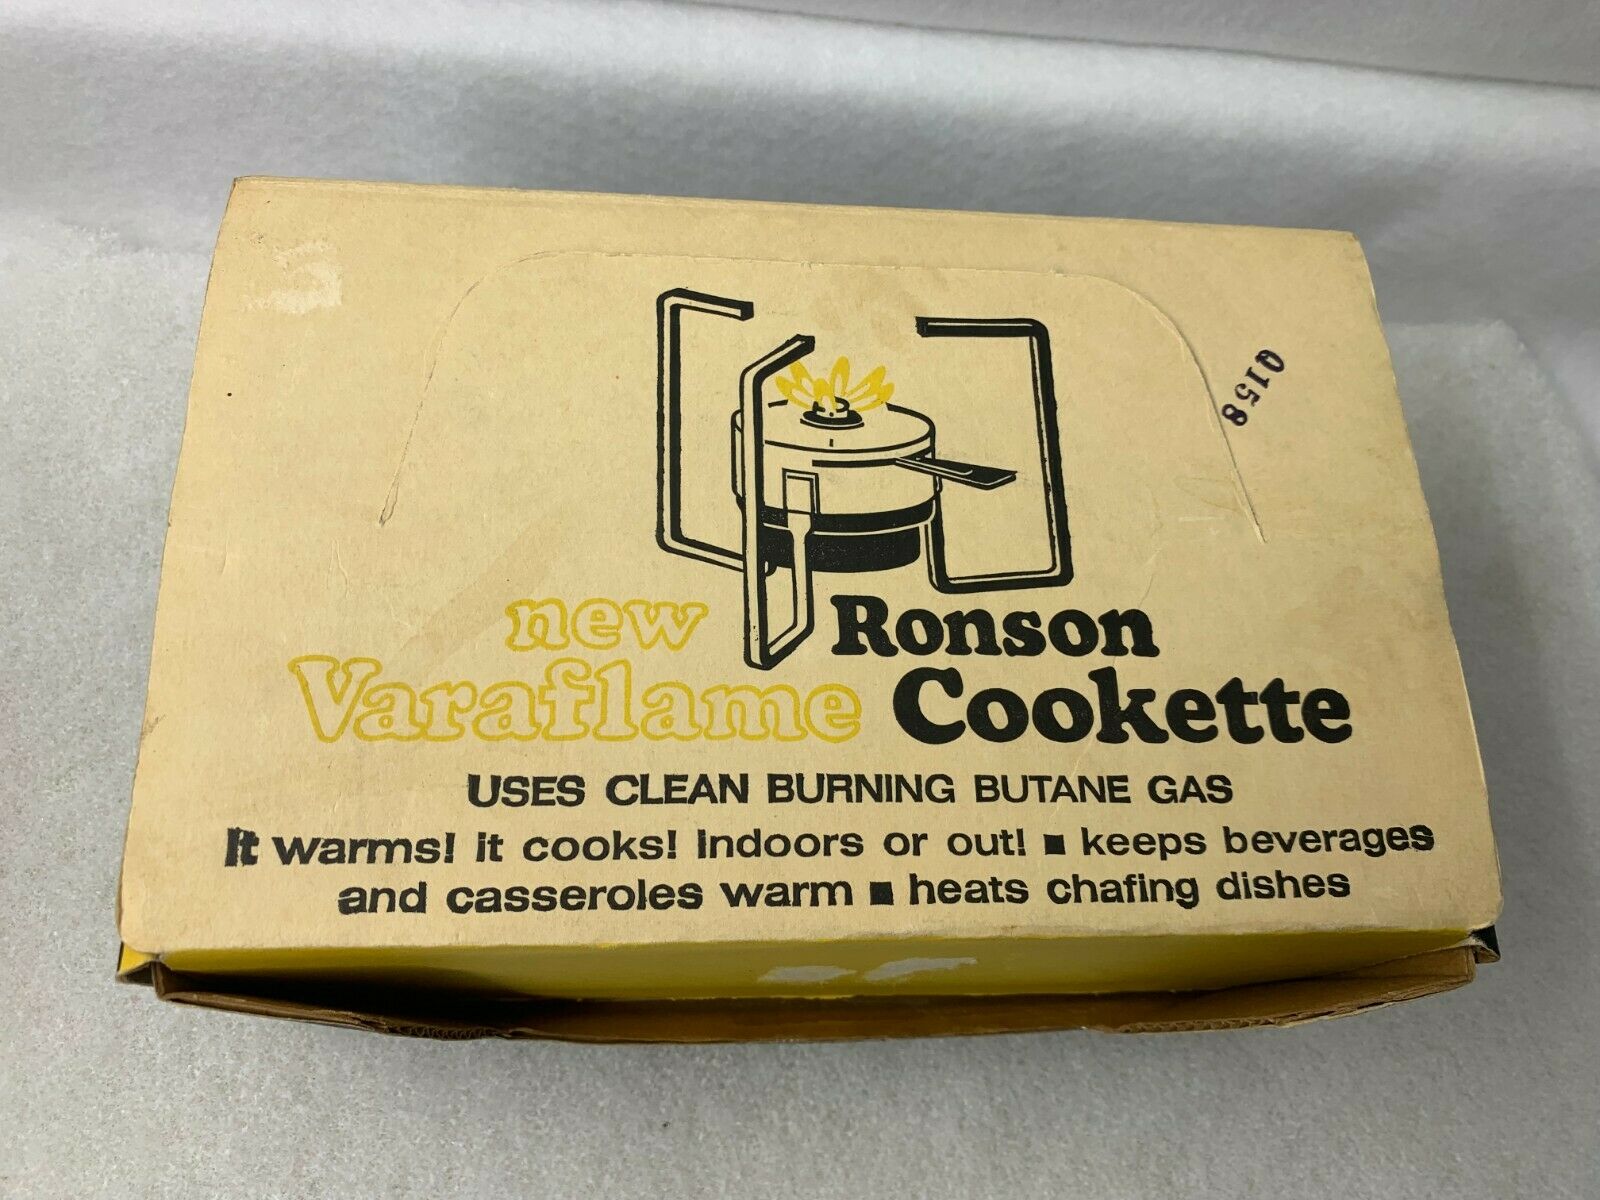 Q158
new Ronson
Varaflame Cookette
USES CLEAN BURNING BUTANE GAS
It warms! it cooks! Indoors or out! ■ keeps beverages
and casseroles warm ■ heats chafing dishes